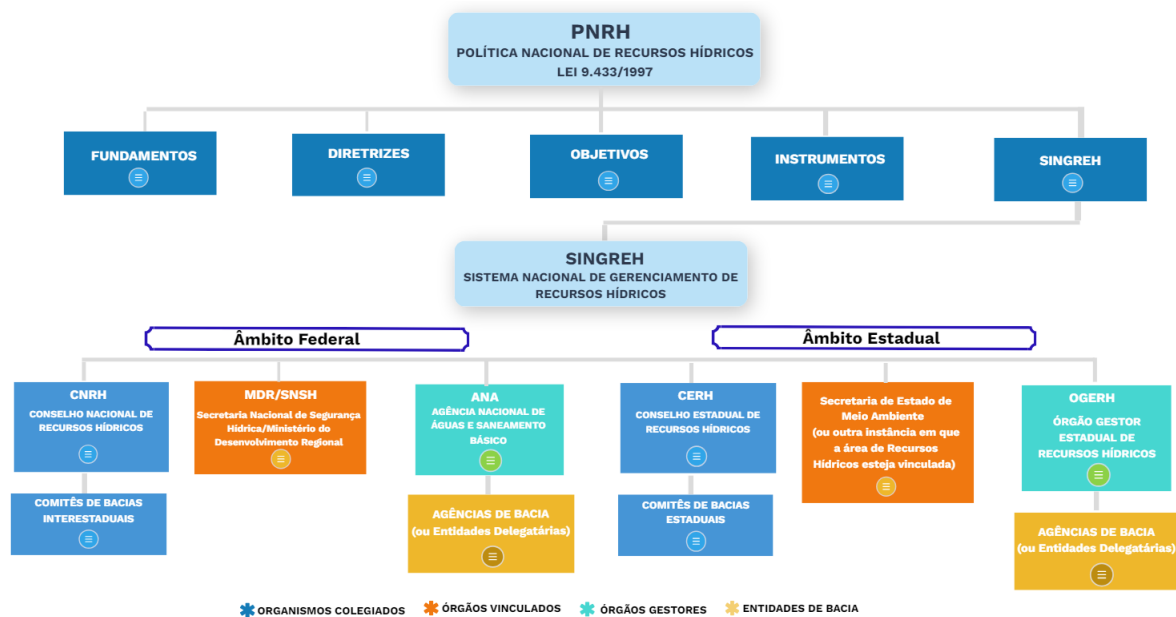 PNRH
POLÍTICA NACIONAL DE RECURSOS HÍDRICOS
LEI 9.433/1997
FUNDAMENTOS
DIRETRIZES
OBJETIVOS
INSTRUMENTOS
SINGREH
SINGREH
SISTEMA NACIONAL DE GERENCIAMENTO DE
RECURSOS HÍDRICOS
Âmbito Federal
Âmbito Estadual
CNRH
CONSELHO NACIONAL DE
RECURSOS HÍDRICOS
MDR/SNSH
Secretaria Nacional de Segurança
Hídrica/Ministério do
Desenvolvimento Regional
ANA
AGÊNCIA NACIONAL DE
ÁGUAS E SANEAMENTO
BÁSICO
CERH
CONSELHO ESTADUAL DE
RECURSOS HÍDRICOS
Secretaria de Estado de
Meio Ambiente
(ou outra instância em que
a área de Recursos
Hídricos esteja vinculada)
OGERH
ÓRGÃO GESTOR
ESTADUAL DE
RECURSOS HÍDRICOS
COMITÊS DE BACIAS
INTERESTADUAIS
AGÊNCIAS DE BACIA
(ou Entidades Delegatárias)
COMITÊS DE BACIAS
ESTADUAIS
AGÊNCIAS DE BACIA
(ou Entidades Delegatárias)
ORGANISMOS COLEGIADOS
ÓRGÃOS VINCULADOS
ÓRGÃOS GESTORES
ENTIDADES DE BACIA